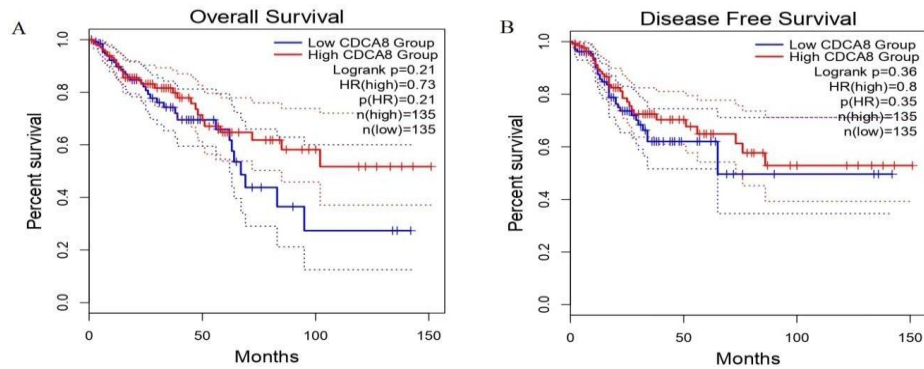 A
Overall Survival
Low CDCA8 Group
High CDCA8 Group
Logrank p=0.21
HR(high)=0.73
p(HR)=0.21
n(high)=135
n(low)=135
Percent survival
0.0
0.2
0.4
0.6
0.8
1.0
0
50
100
150
Months
B
Disease Free Survival
Low CDCA8 Group
High CDCA8 Group
Logrank p=0.36
HR(high)=0.8
p(HR)=0.35
n(high)=135
n(low)=135
Percent survival
0.0
0.2
0.4
0.6
0.8
1.0
0
50
100
150
Months